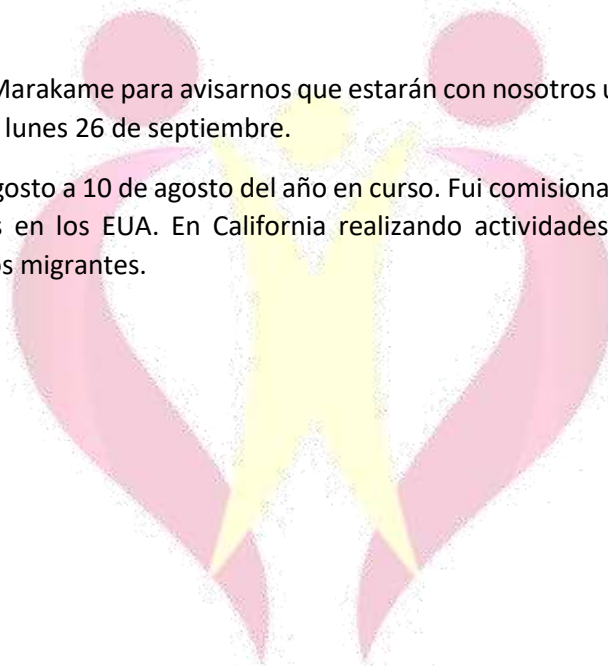 Marakame para avisarnos que estarán con nosotros u
lunes 26 de septiembre.
gosto a 10 de agosto del año en curso. Fui comisiona
s en los EUA. En California realizando actividades
os migrantes.